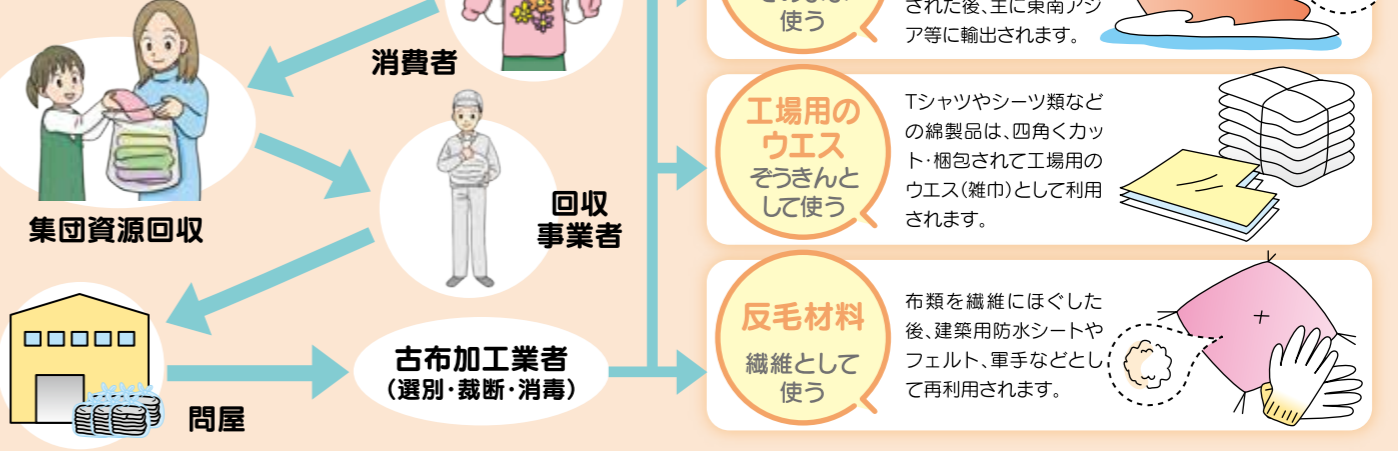 消費者
集団資源回収
回収
事業者
問屋
古布加工業者
（選別・裁断・消毒）
使う
された後、主に東南アジ
ア等に輸出されます。
工場用の
ウエス
ぞうきんと
して使う
Tシャツやシーツ類など
の綿製品は、四角くカッ
ト・梱包されて工場用の
ウエス（雑巾）として利用
されます。
反毛材料
繊維として
使う
布類を繊維にほぐした
後、建築用防水シートや
フェルト、軍手などとし
て再利用されます。